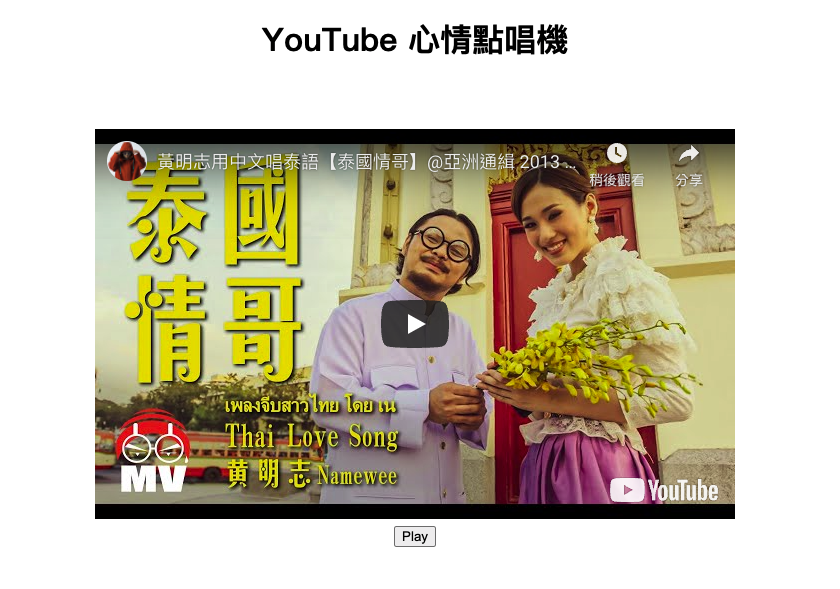 YouTube 心情點唱機
黃明志用中文唱泰語【泰國情哥】@亞洲通緝 2013 ...
稍後觀看
分享
泰國
情哥
เพลงจีบสาวไทย โดย เน
Thai Love Song
黄明志 Namewee
MV
YouTube
Play